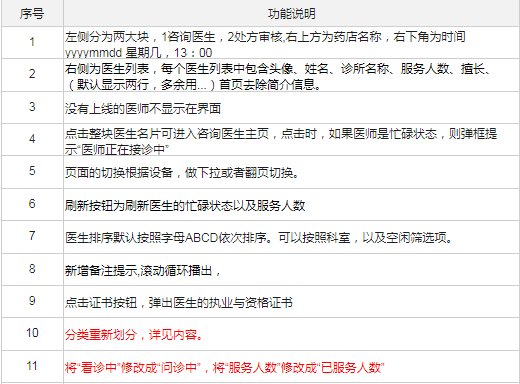 序号 功能说明
1 左侧分为两大块，1咨询医生，2处方审核,右上方为药店名称，右下角为时间
yyyymmdd 星期几，13：00
2 右侧为医生列表，每个医生列表中包含头像、姓名、诊所名称、服务人数、擅长、
（默认显示两行，多余用...）首页去除简介信息。
3 没有上线的医师不显示在界面
4 点击整块医生名片可进入咨询医生主页，点击时，如果医师是忙碌状态，则弹框提
示“医师正在接诊中”
5 页面的切换根据设备，做下拉或者翻页切换。
6 刷新按钮为刷新医生的忙碌状态以及服务人数
7 医生排序默认按照字母ABCD依次排序。可以按照科室，以及空闲筛选项。
8 新增备注提示,滚动循环播出，
9 点击证书按钮，弹出医生的执业与资格证书
10 分类重新划分，详见内容。
11 将“看诊中”修改成“问诊中”，将“服务人数”修改成“已服务人数”